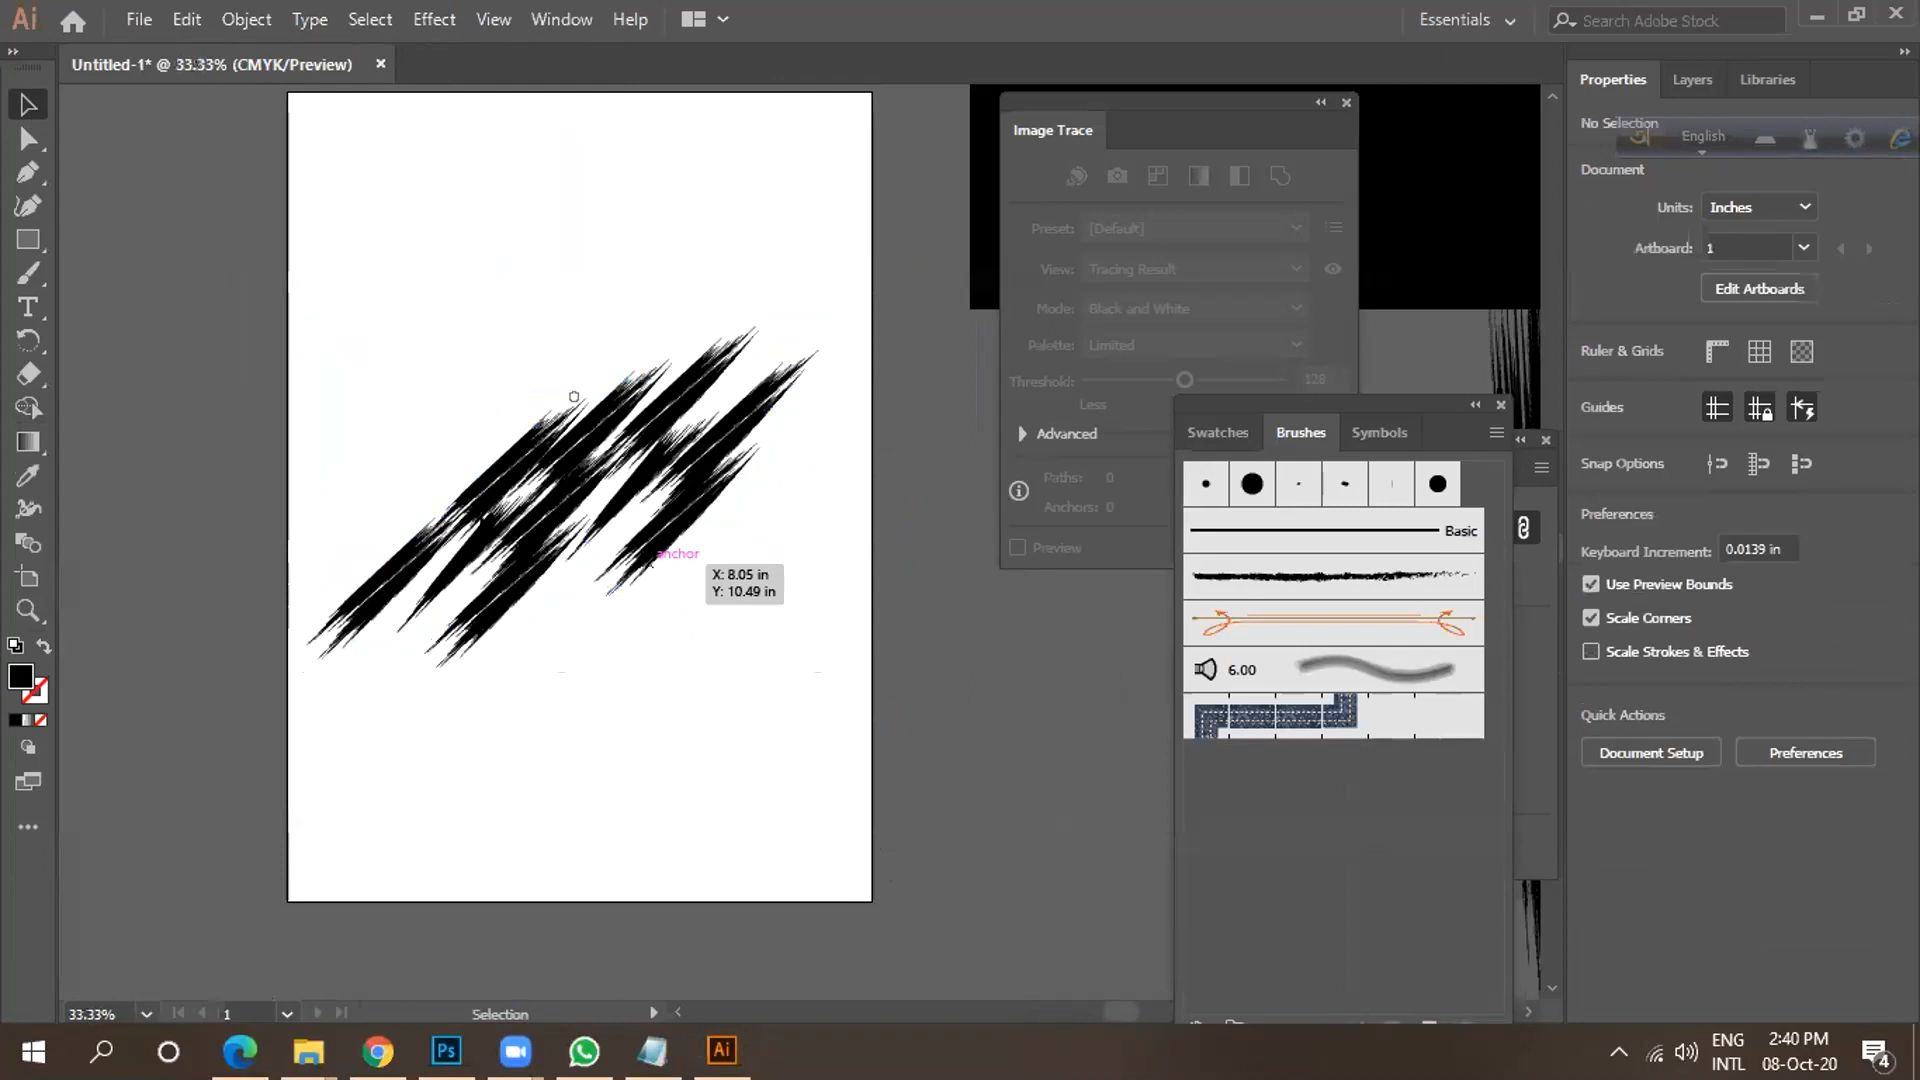 Ai
File Edit Object Type Select Effect View Window Help
Essentials
Search Adobe Stock
Untitled-1* @ 33.33% (CMYK/Preview)
Properties Layers Libraries
No Selection
অ English
Document
Units: Inches
Artboard: 1
Edit Artboards
Ruler & Grids
Guides
Snap Options
Preferences
Keyboard Increment: 0.0139 in
Use Preview Bounds
Scale Corners
Scale Strokes & Effects
Quick Actions
Document Setup Preferences
Image Trace
Preset: [Default]
View: Tracing Result
Mode: Black and White
Palette: Limited
Threshold: 128
Less
Advanced
Paths: 0
Anchors: 0
Preview
Swatches Brushes Symbols
Basic
6.00
anchor
X: 8.05 in
Y: 10.49 in
33.33% 1 Selection
Ps Ai
ENG
INTL
2:40 PM
08-Oct-20
4